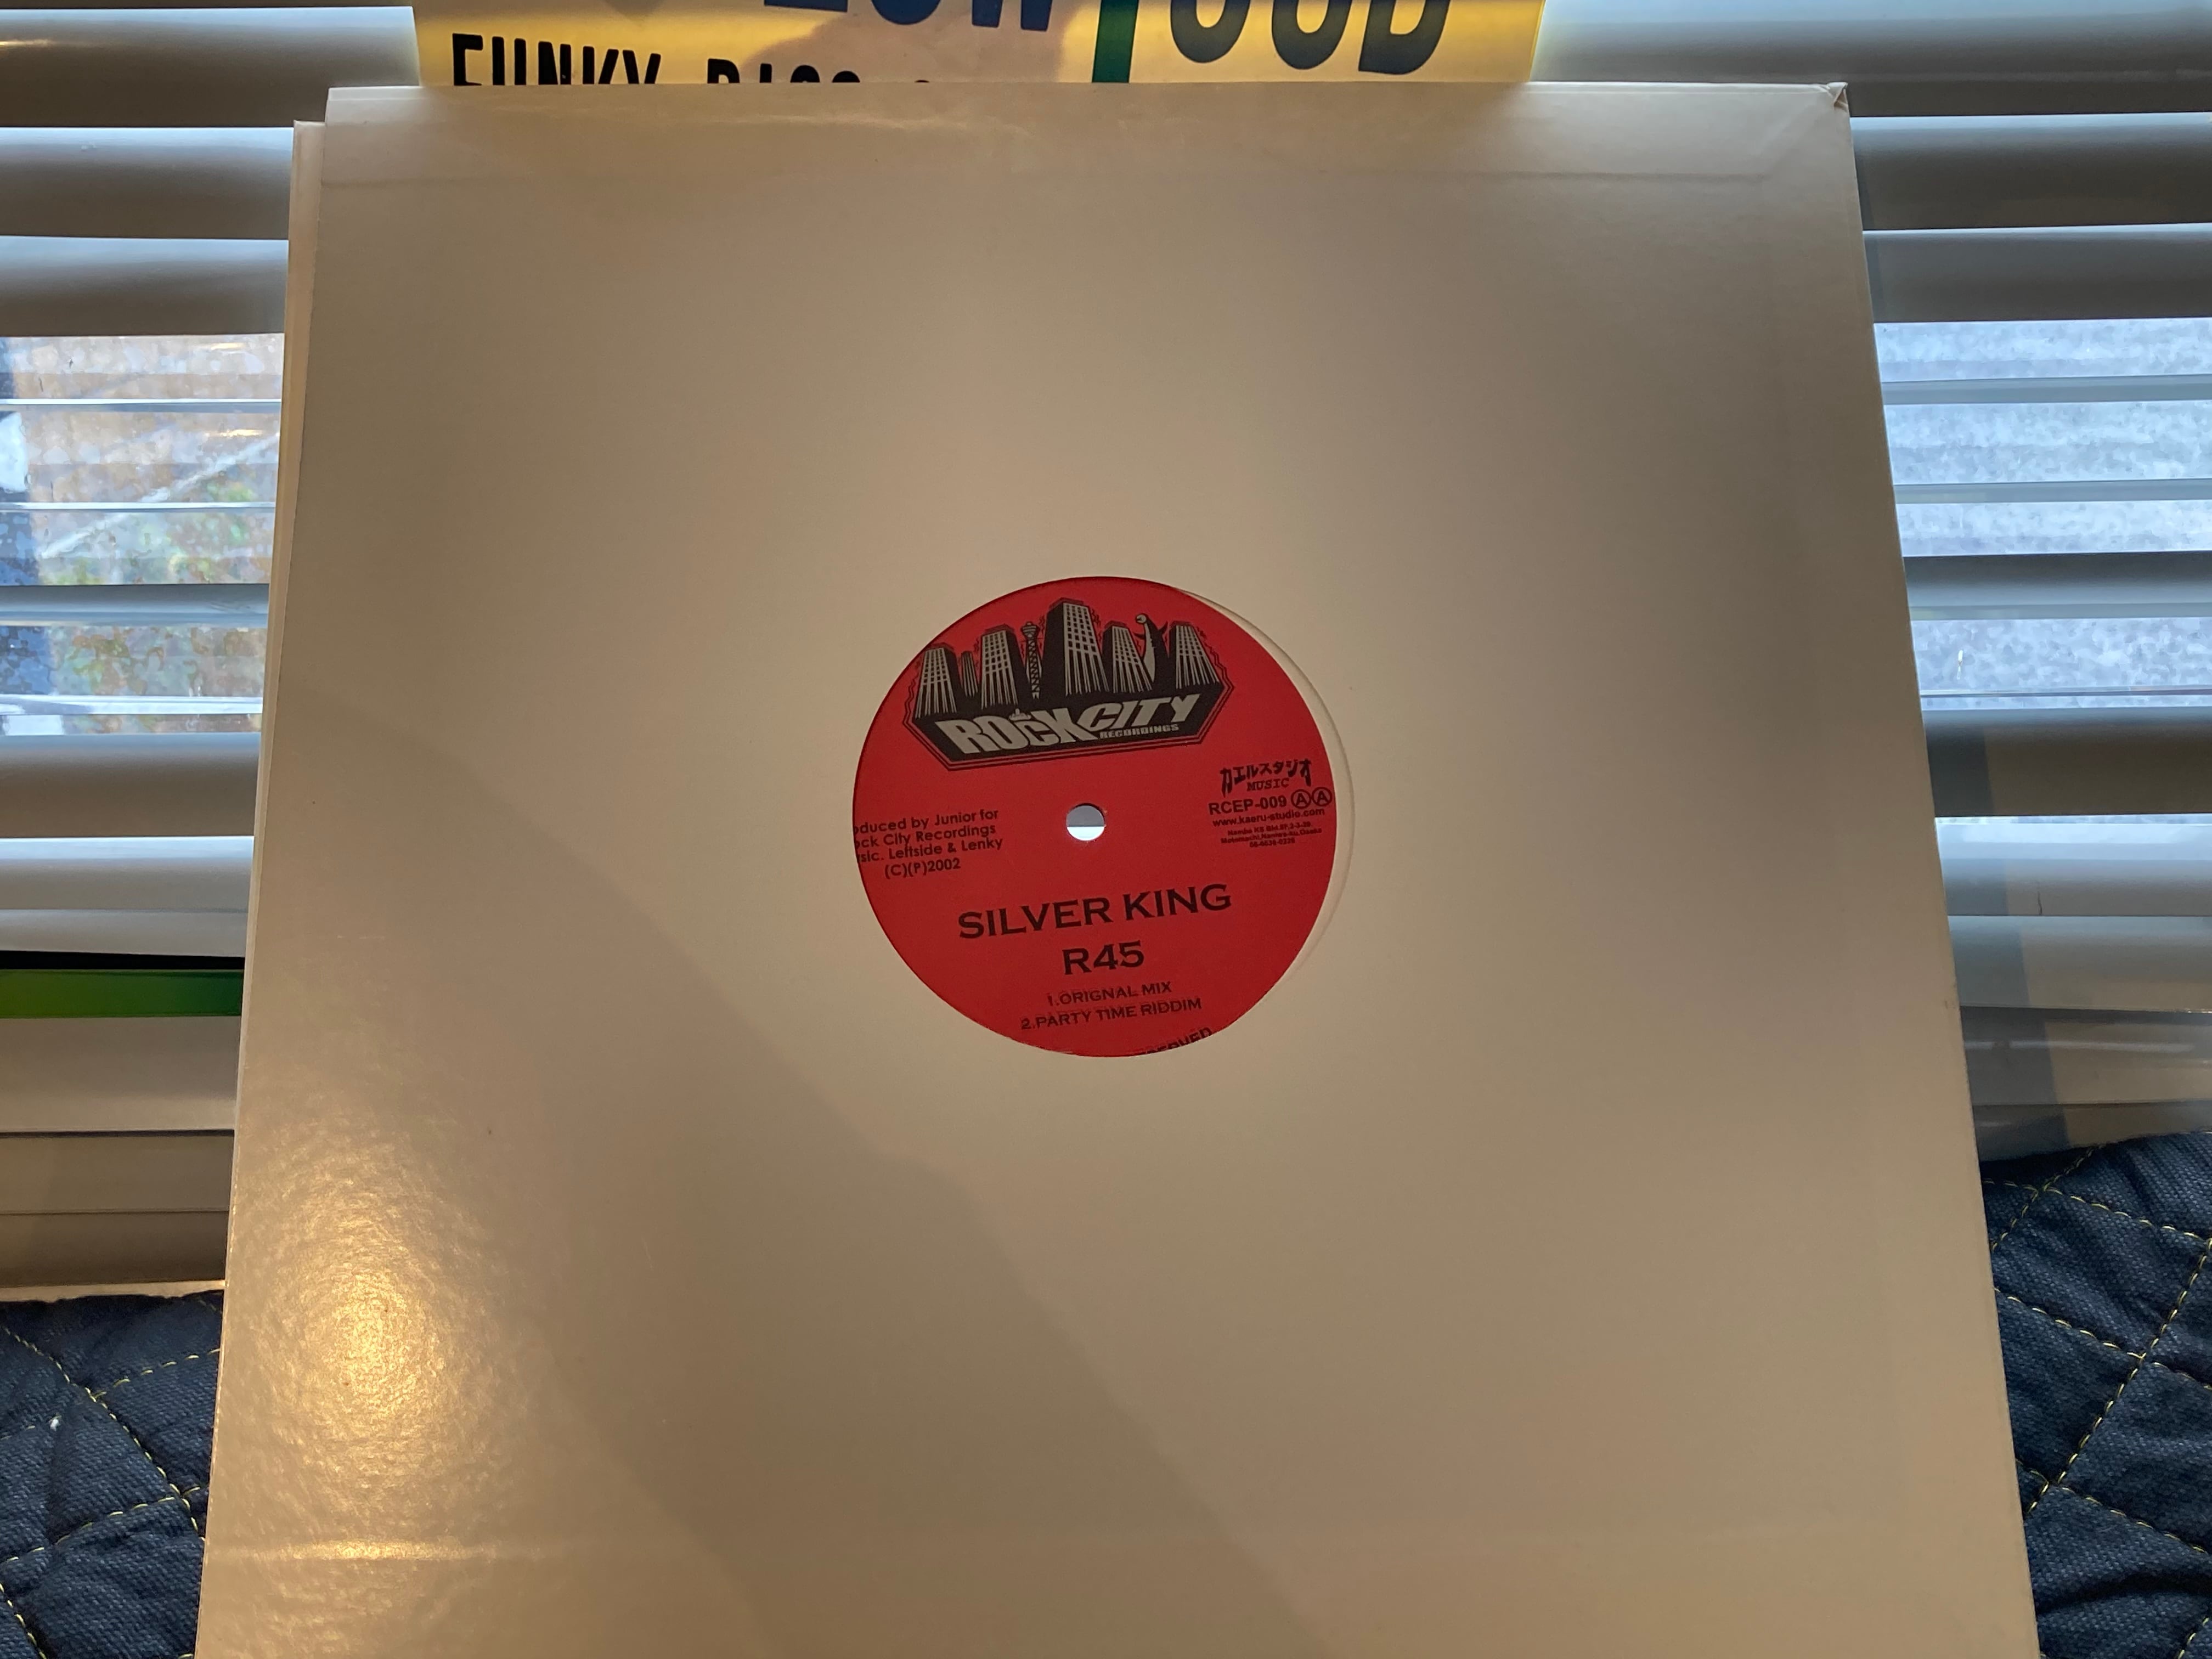 FUNKY
ROCK CITY
RECORDINGS
カエルスタジオ
MUSIC
RCEP-009 AA
www.kaeru-studio.com
oduced by Junior for
ock City Recordings
sic. Leftside & Lenky
(C)(P)2002
SILVER KING
R45
1.ORIGNAL MIX
2.PARTY TIME RIDDIM